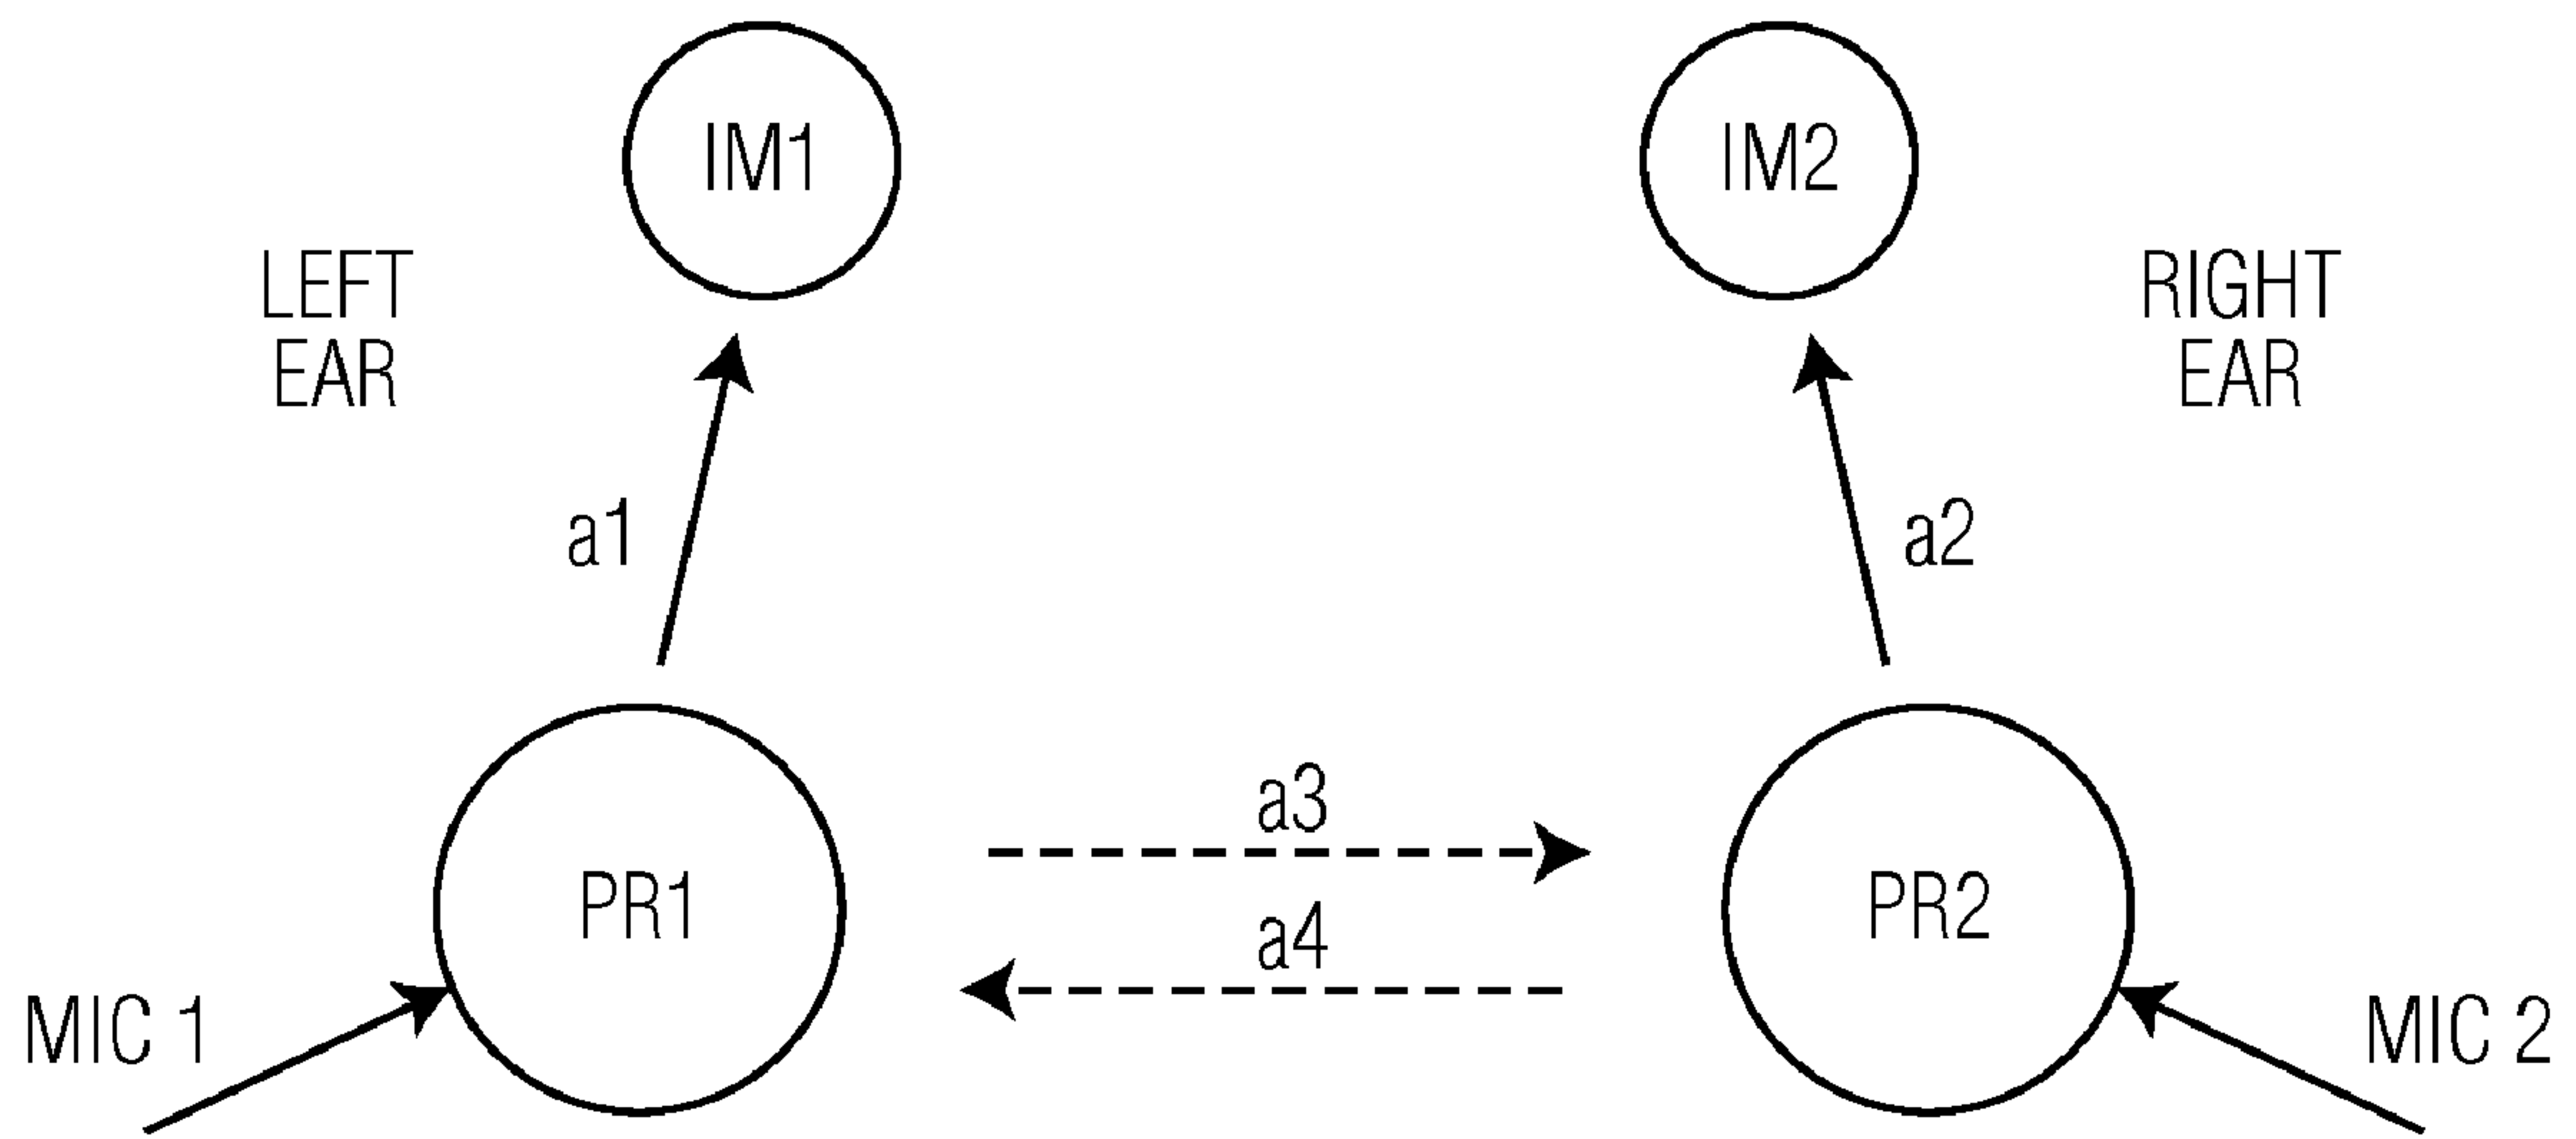 IM1
IM2
LEFT
EAR
RIGHT
EAR
a1
a2
a3
PR1
PR2
a4
MIC 1
MIC 2